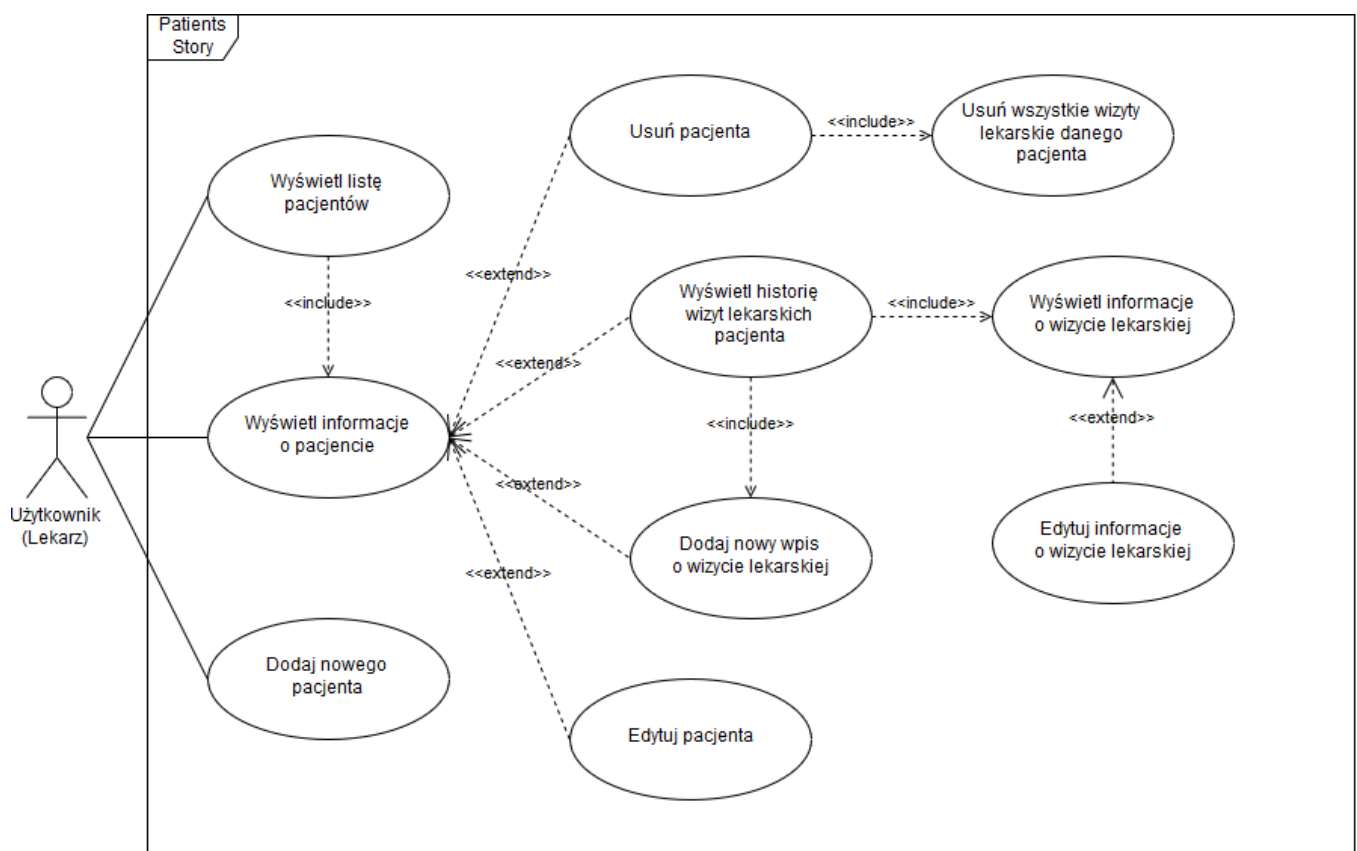 Patients
Story
Usuń pacjenta
<<include>>
Usuń wszystkie wizyty
lekarskie danego
pacjenta
Wyświetl listę
pacjentów
<<extend>>
<<include>>
Wyświetl historię
wizyt lekarskich
pacjenta
<<include>>
Wyświetl informacje
o wizycie lekarskiej
<<extend>>
Użytkownik
(Lekarz)
Wyświetl informacje
o pacjencie
<<include>>
<<extend>>
<<extend>>
Dodaj nowy wpis
o wizycie lekarskiej
Edytuj informacje
o wizycie lekarskiej
<<extend>>
Dodaj nowego
pacjenta
Edytuj pacjenta